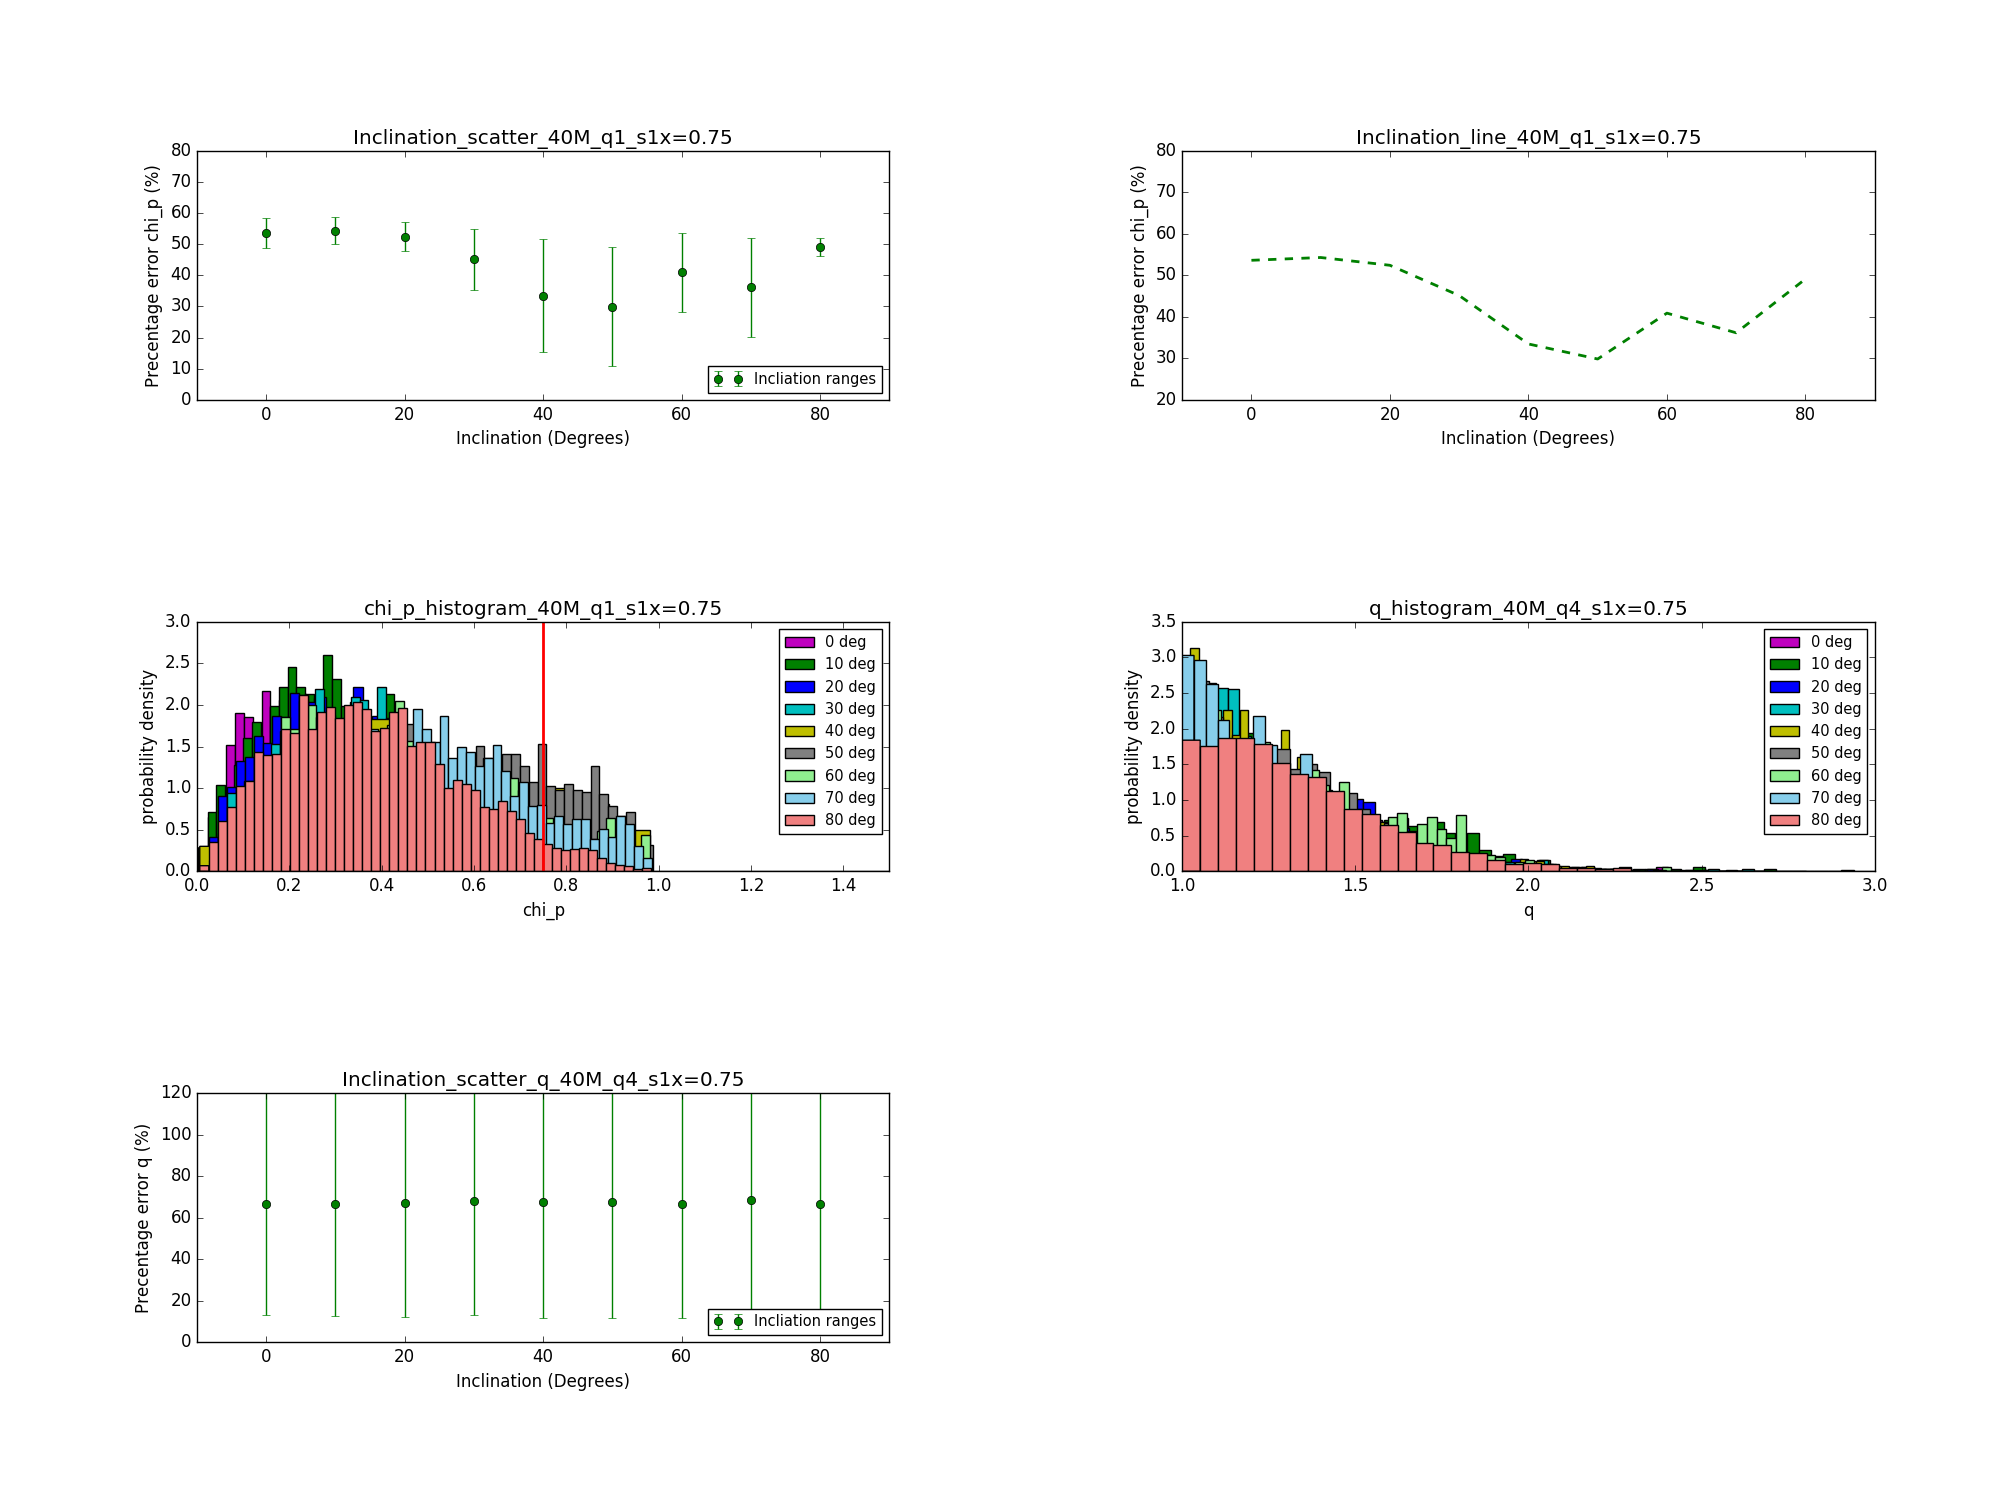 Inclination_scatter_40M_q1_s1x=0.75
Precentage error chi_p (%)
80
70
60
50
40
30
20
10
0
Incliation ranges
0 20 40 60 80
Inclination (Degrees)
Inclination_line_40M_q1_s1x=0.75
Precentage error chi_p (%)
80
70
60
50
40
30
20
0 20 40 60 80
Inclination (Degrees)
chi_p_histogram_40M_q1_s1x=0.75
probability density
3.0
2.5
2.0
1.5
1.0
0.5
0.0
0 deg
10 deg
20 deg
30 deg
40 deg
50 deg
60 deg
70 deg
80 deg
0.0 0.2 0.4 0.6 0.8 1.0 1.2 1.4
chi_p
q_histogram_40M_q4_s1x=0.75
probability density
3.5
3.0
2.5
2.0
1.5
1.0
0.5
0.0
0 deg
10 deg
20 deg
30 deg
40 deg
50 deg
60 deg
70 deg
80 deg
1.0 1.5 2.0 2.5 3.0
q
Inclination_scatter_q_40M_q4_s1x=0.75
Precentage error q (%)
120
100
80
60
40
20
0
Incliation ranges
0 20 40 60 80
Inclination (Degrees)